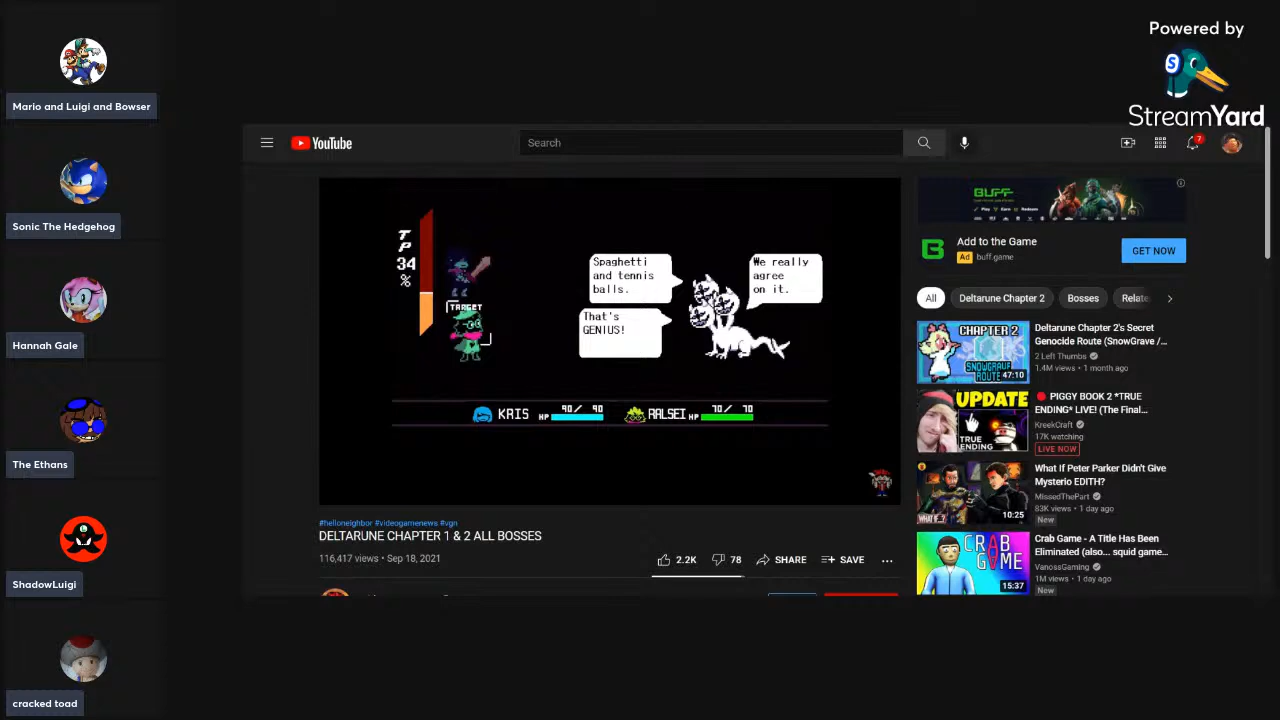 Powered by
StreamYard
Mario and Luigi and Bowser
Sonic The Hedgehog
Hannah Gale
The Ethans
ShadowLuigi
cracked toad
YouTube
Search
7
TP
34
%
TARGET
Spaghetti
and tennis
balls.
That's
GENIUS!
We really
agree
on it.
KRIS HP 90/ 90
RALSEI HP 70/ 70
#helloneighbor #videogamenews #vgn
DELTARUNE CHAPTER 1 & 2 ALL BOSSES
116,417 views • Sep 18, 2021
2.2K
78
SHARE
SAVE
BUFF
Play Earn Redeem
Add to the Game
Ad buff.game
GET NOW
All
Deltarune Chapter 2
Bosses
Relate
CHAPTER 2
SNOWGRAVE
ROUTE
47:10
Deltarune Chapter 2's Secret
Genocide Route (SnowGrave /...
2 Left Thumbs
1.4M views • 1 month ago
UPDATE
TRUE
ENDING
PIGGY BOOK 2 *TRUE
ENDING* LIVE! (The Final...
KreekCraft
17K watching
LIVE NOW
WHAT IF?
10:25
What If Peter Parker Didn't Give
Mysterio EDITH?
MissedThePart
83K views • 1 day ago
New
CRAB
GAME
15:37
Crab Game - A Title Has Been
Eliminated (also... squid game...
VanossGaming
1M views • 1 day ago
New